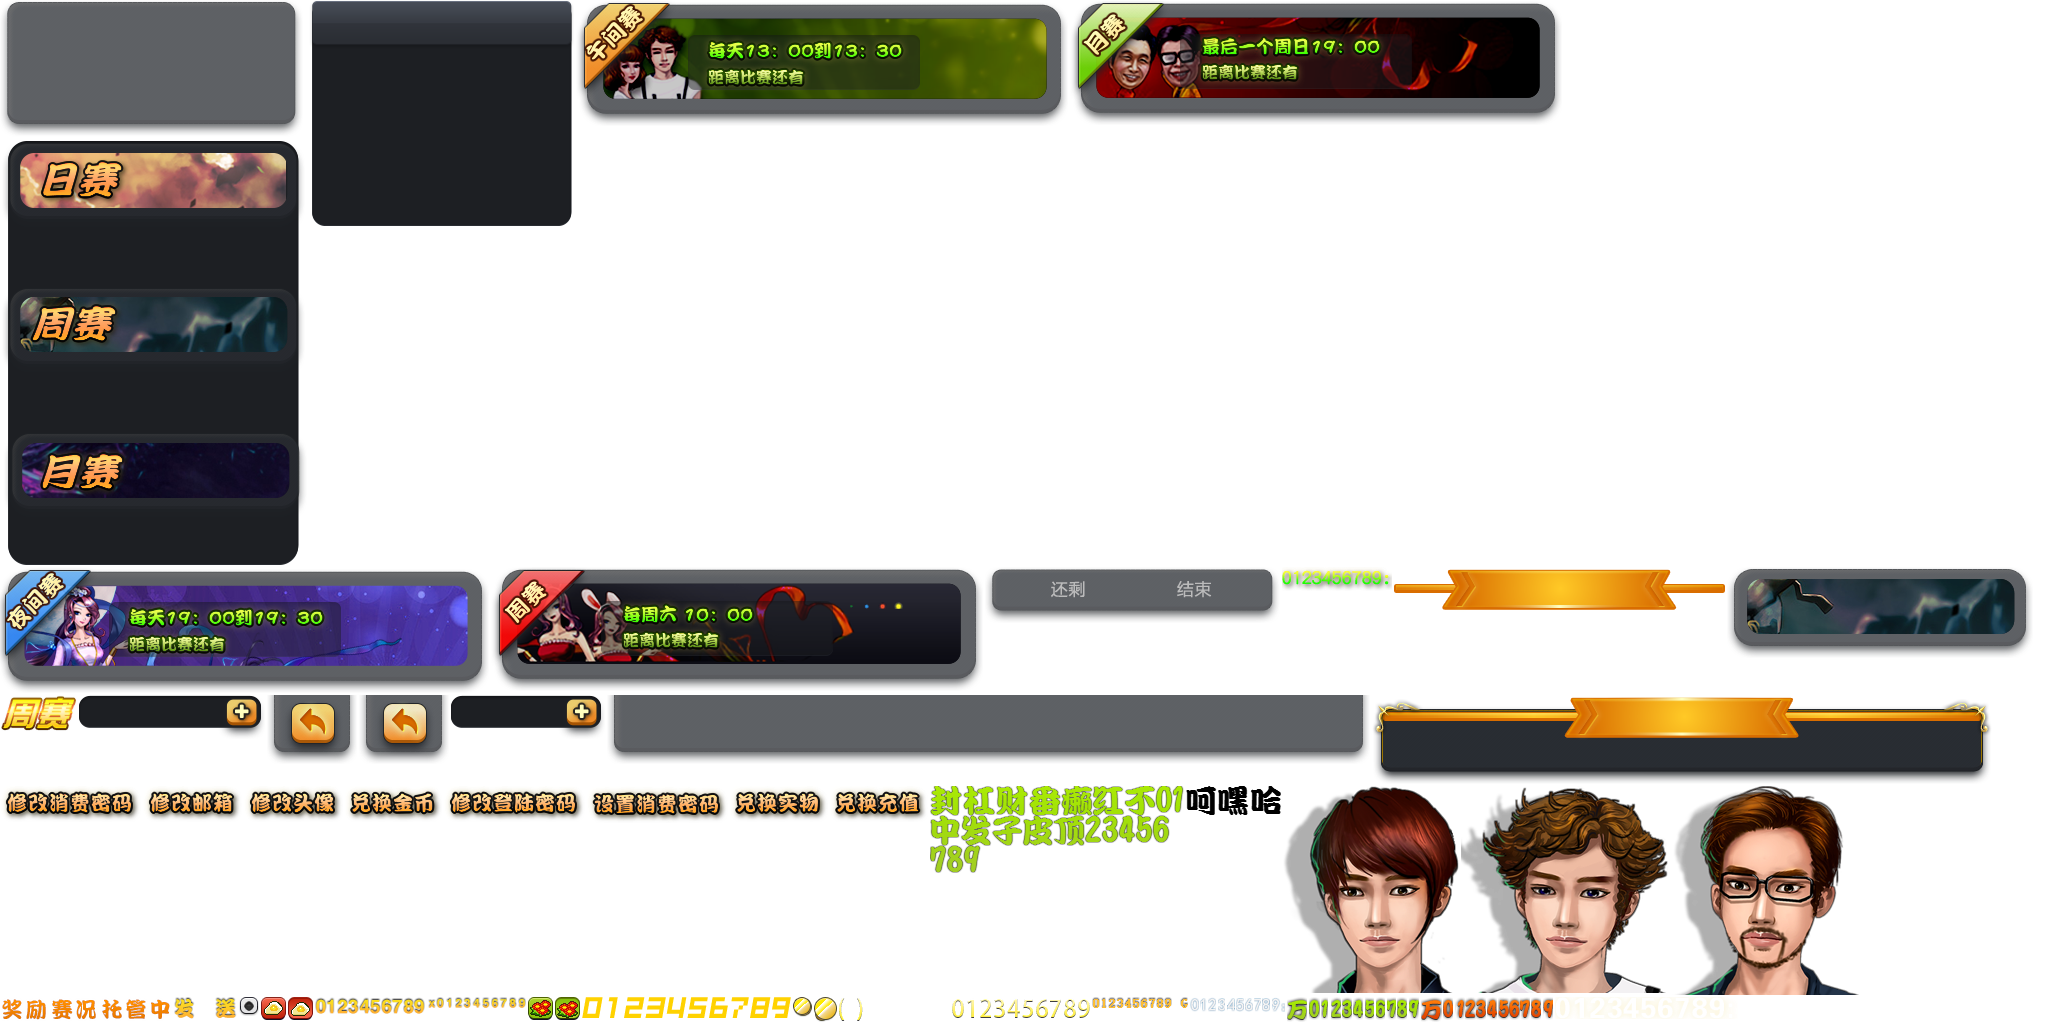 午间赛
每天13：00到13：30
距离比赛还有
月赛
最后一个周日19：00
距离比赛还有
日赛
周赛
月赛
夜间赛
每天19：00到19：30
距离比赛还有
周赛
每周六 10：00
距离比赛还有
还剩 结束
0123456789:
周赛
修改消费密码 修改邮箱 修改头像 兑换金币 修改登陆密码 设置消费密码 兑换实物 兑换充值
封杠财番癞红不01
中发子皮顶23456
789
呵嘿哈
奖励赛况托管中发 送
0123456789
x0123456789
0123456789
( )
0123456789
0123456789 G
0123456789:
万0123456789
万0123456789
0123456789